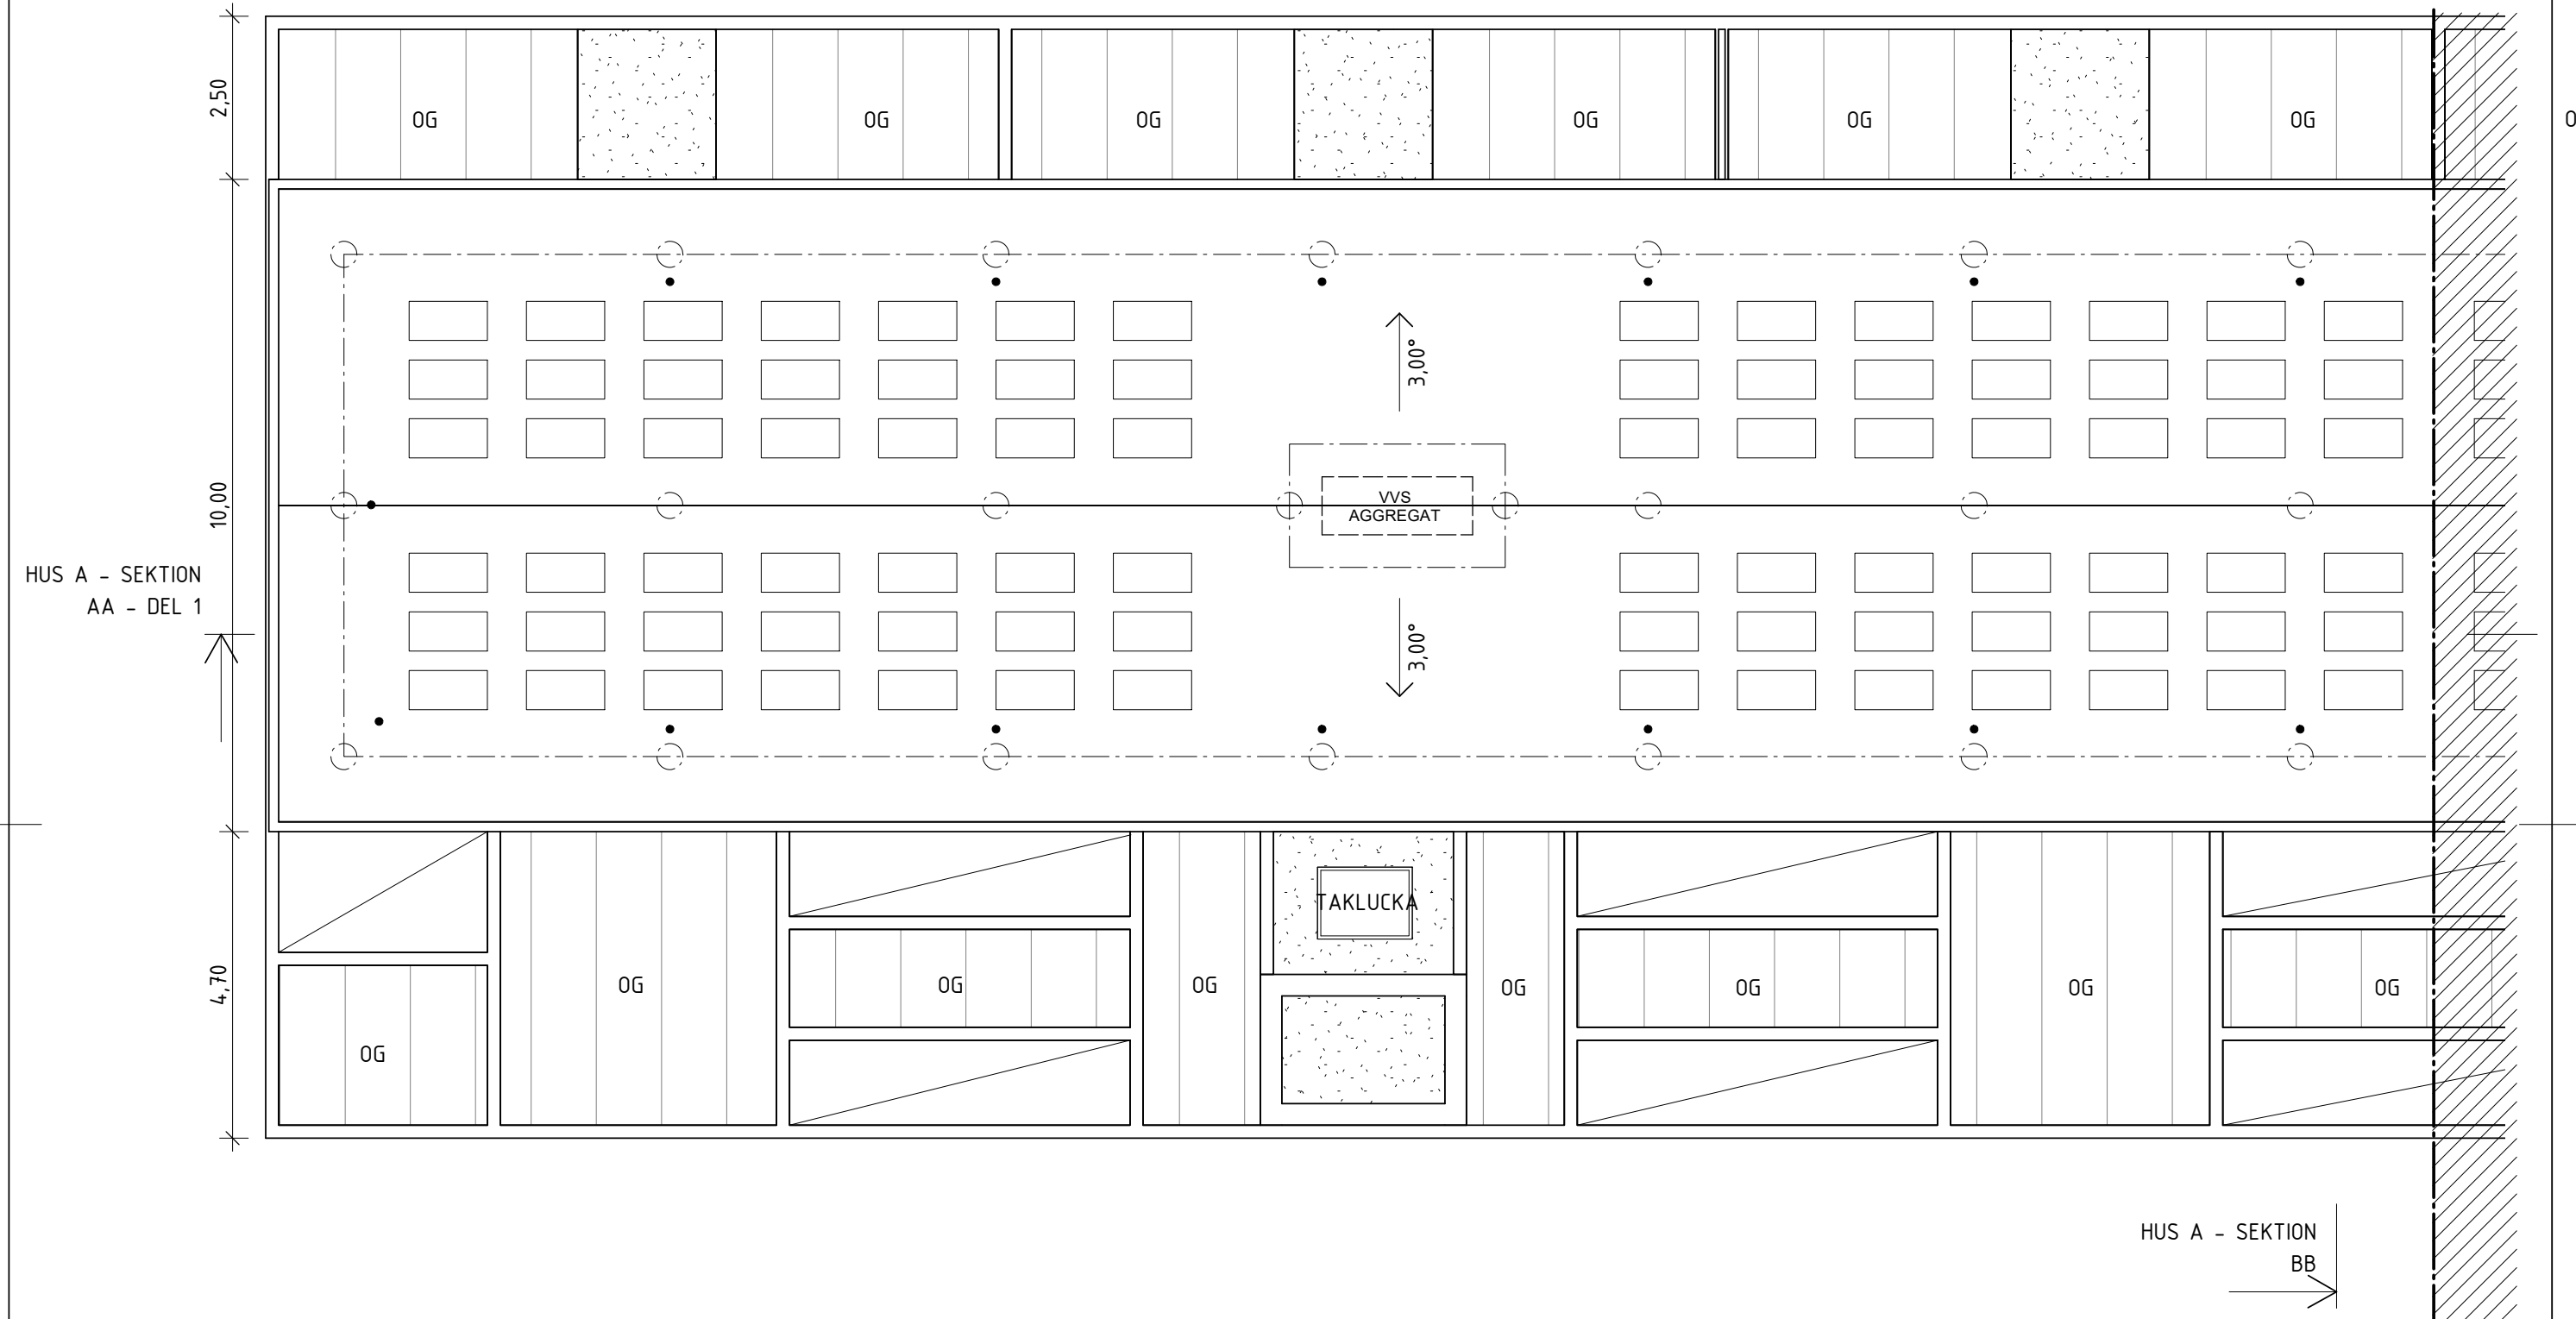 2,50
OG
OG
OG
OG
OG
OG
3,00°
10,00
VVS
AGGREGAT
HUS A - SEKTION
AA - DEL 1
3,00°
TAKLUCKA
4,70
OG
OG
OG
OG
OG
OG
OG
OG
HUS A - SEKTION
BB